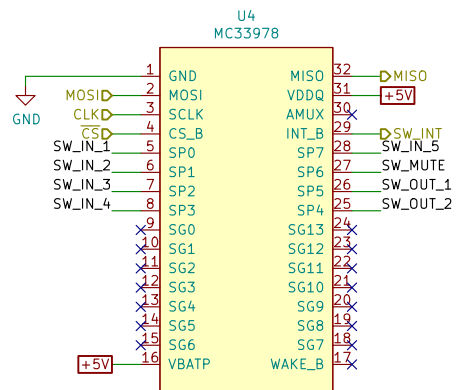 U4
MC33978
1 GND MISO 32 MISO
GND MOSI 2 MOSI VDDQ 31 +5V
CLK 3 SCLK AMUX 30
CS 4 CS_B INT_B 29 SW_INT
SW_IN_1 5 SP0 SP7 28 SW_IN_5
SW_IN_2 6 SP1 SP6 27 SW_MUTE
SW_IN_3 7 SP2 SP5 26 SW_OUT_1
SW_IN_4 8 SP3 SP4 25 SW_OUT_2
9 SG0 SG13 24
10 SG1 SG12 23
11 SG2 SG11 22
12 SG3 SG10 21
13 SG4 SG9 20
14 SG5 SG8 19
15 SG6 SG7 18
+5V 16 VBATP WAKE_B 17